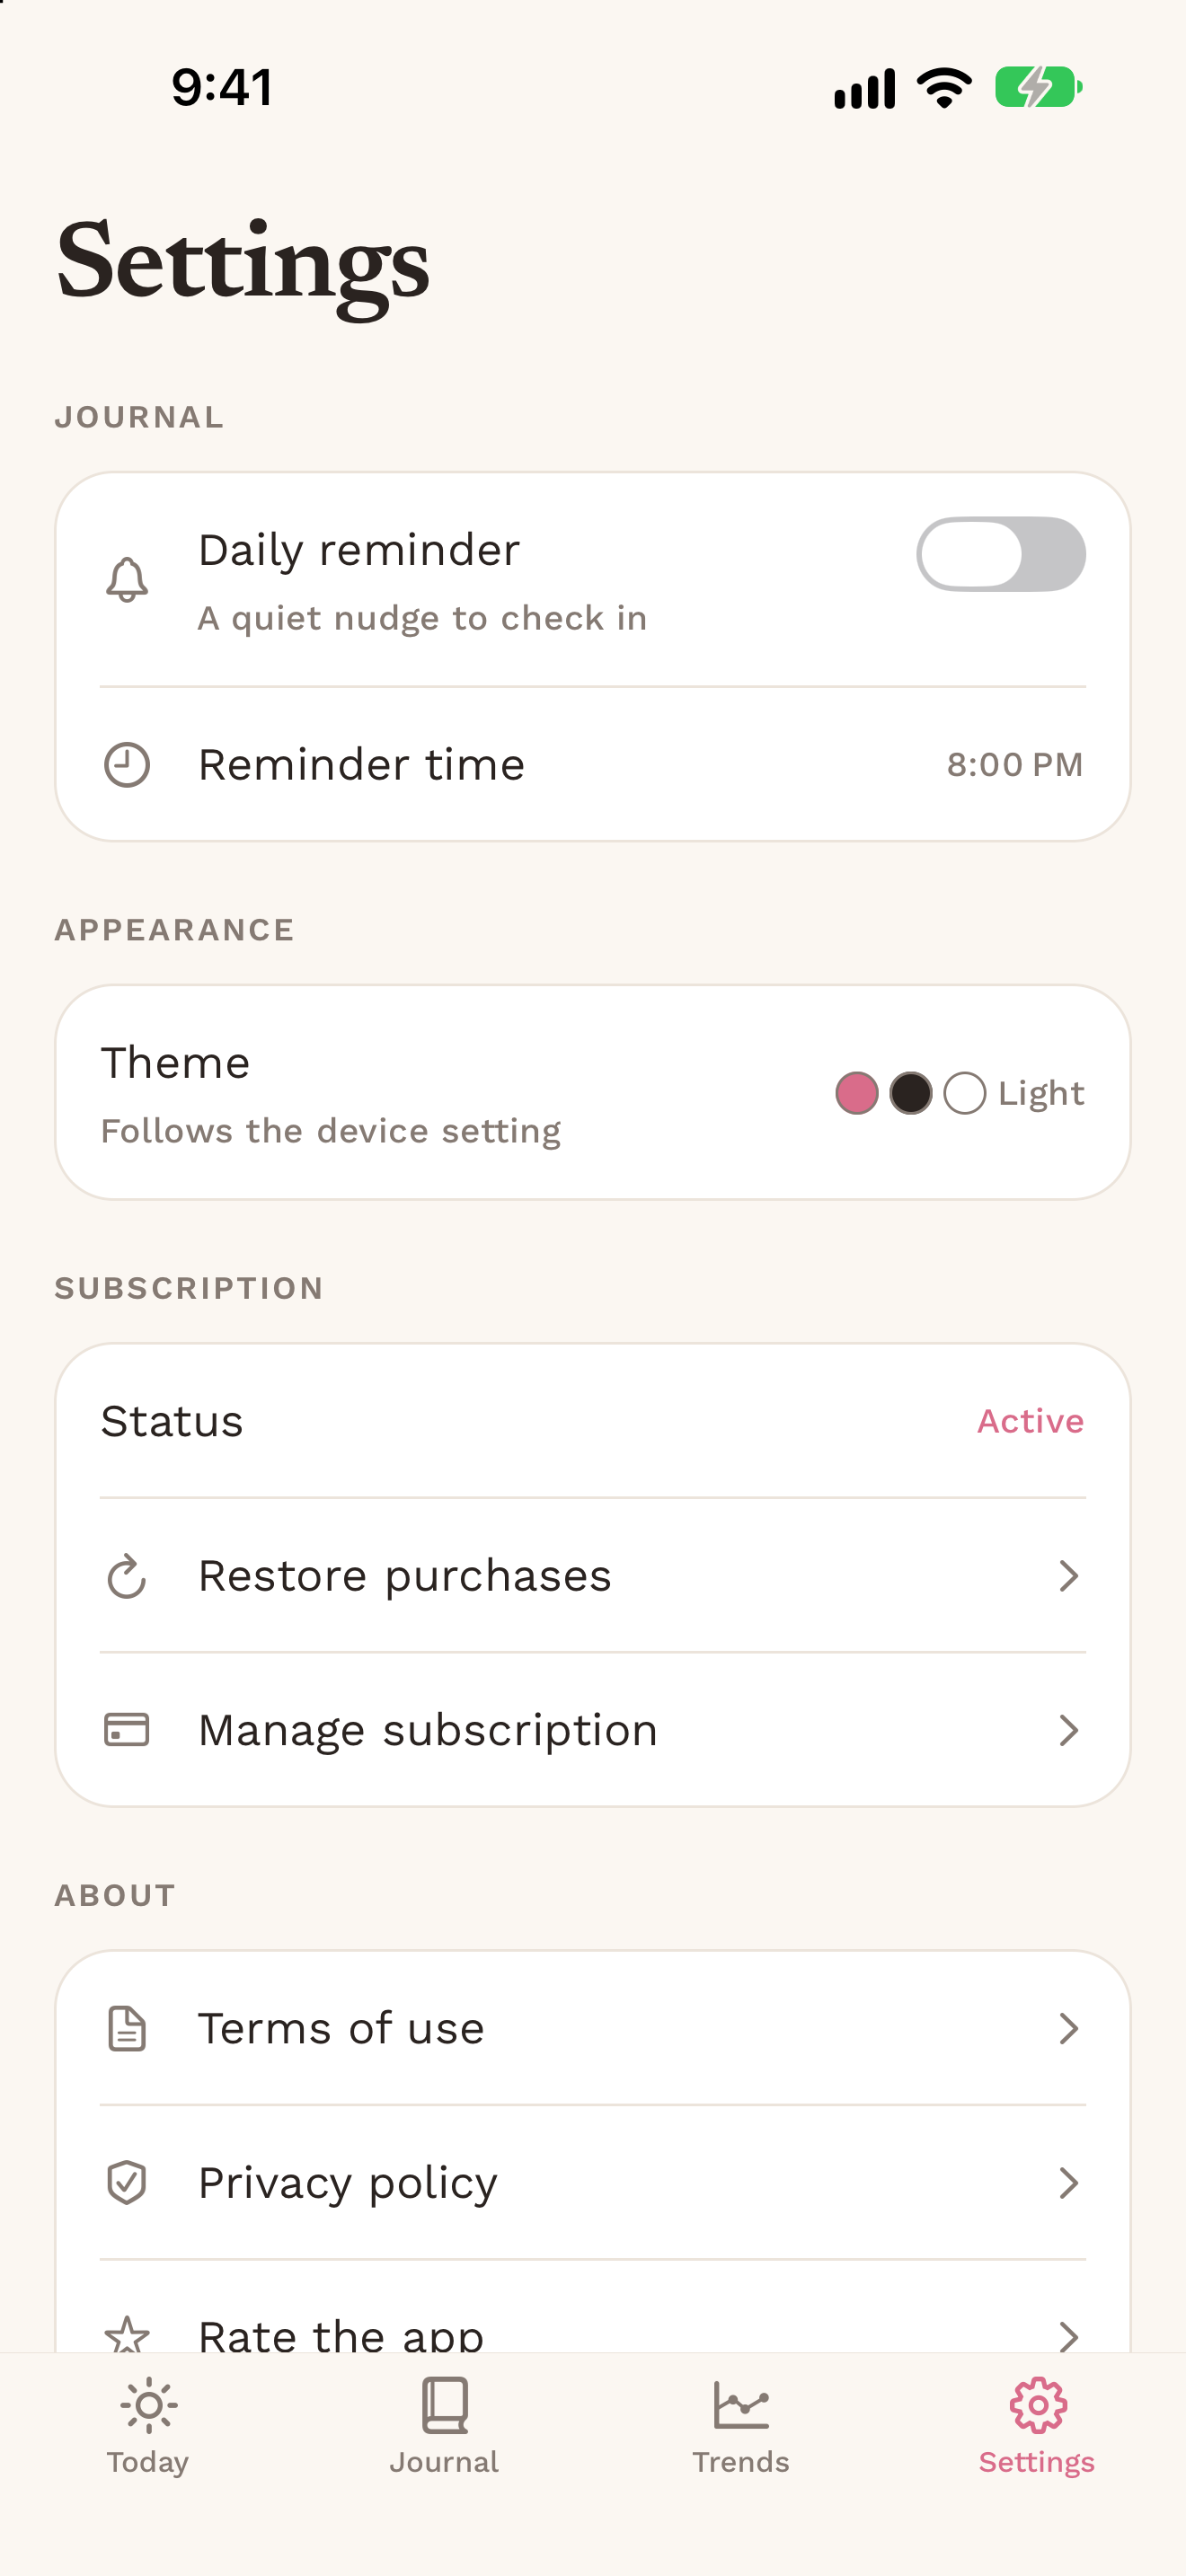 9:41
Settings
JOURNAL
Daily reminder
A quiet nudge to check in
Reminder time
8:00 PM
APPEARANCE
Theme
Follows the device setting
Light
SUBSCRIPTION
Status
Active
Restore purchases
Manage subscription
ABOUT
Terms of use
Privacy policy
Rate the app
Today
Journal
Trends
Settings